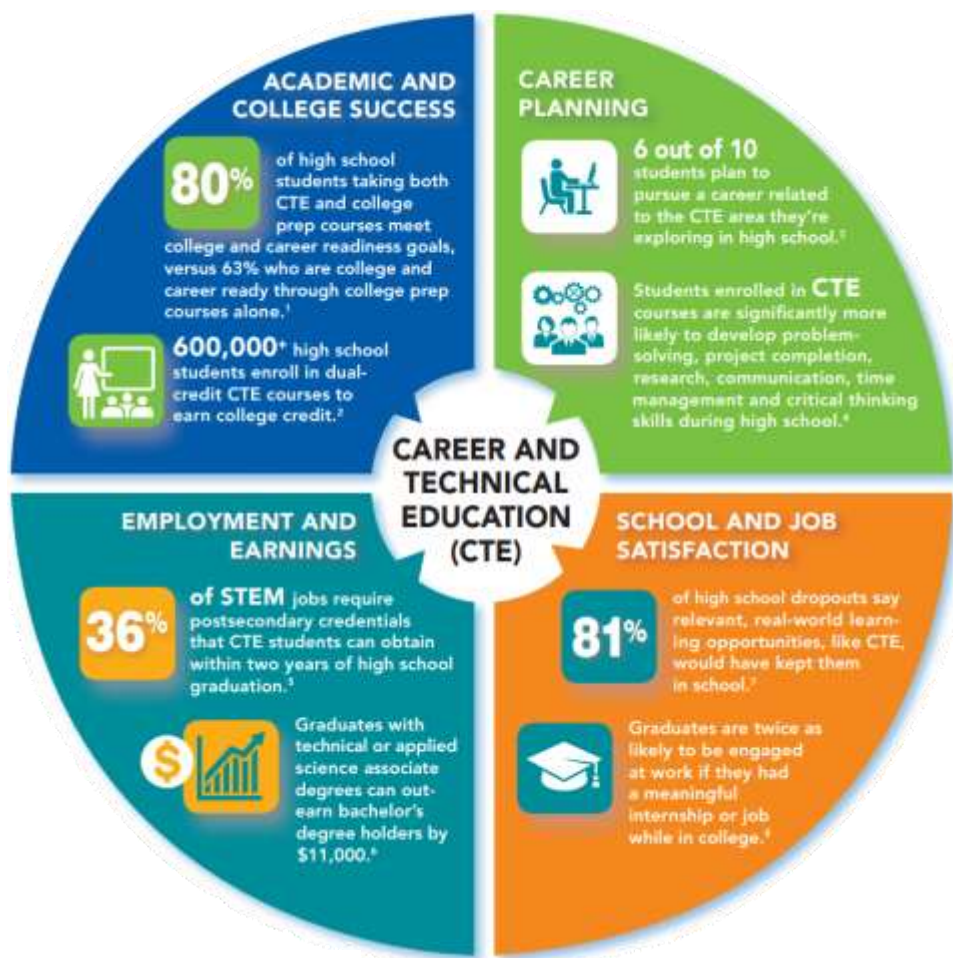 ACADEMIC AND
COLLEGE SUCCESS
80%
of high school
students taking both
CTE and college
prep courses meet
college and career readiness goals,
versus 63% who are college and
career ready through college prep
courses alone.¹
600,000+ high school
students enroll in dual-
credit CTE courses to
earn college credit.²
CAREER
PLANNING
6 out of 10
students plan to
pursue a career related
to the CTE area they're
exploring in high school.³
Students enrolled in CTE
courses are significantly more
likely to develop problem-
solving, project completion,
research, communication, time
management and critical thinking
skills during high school.⁴
CAREER AND
TECHNICAL
EDUCATION
(CTE)
EMPLOYMENT AND
EARNINGS
36%
of STEM jobs require
postsecondary credentials
that CTE students can obtain
within two years of high school
graduation.⁵
$
Graduates with
technical or applied
science associate
degrees can out-
earn bachelor's
degree holders by
$11,000.⁶
SCHOOL AND JOB
SATISFACTION
81%
of high school dropouts say
relevant, real-world learn-
ing opportunities, like CTE,
would have kept them
in school.⁷
Graduates are twice as
likely to be engaged
at work if they had
a meaningful
internship or job
while in college.⁸